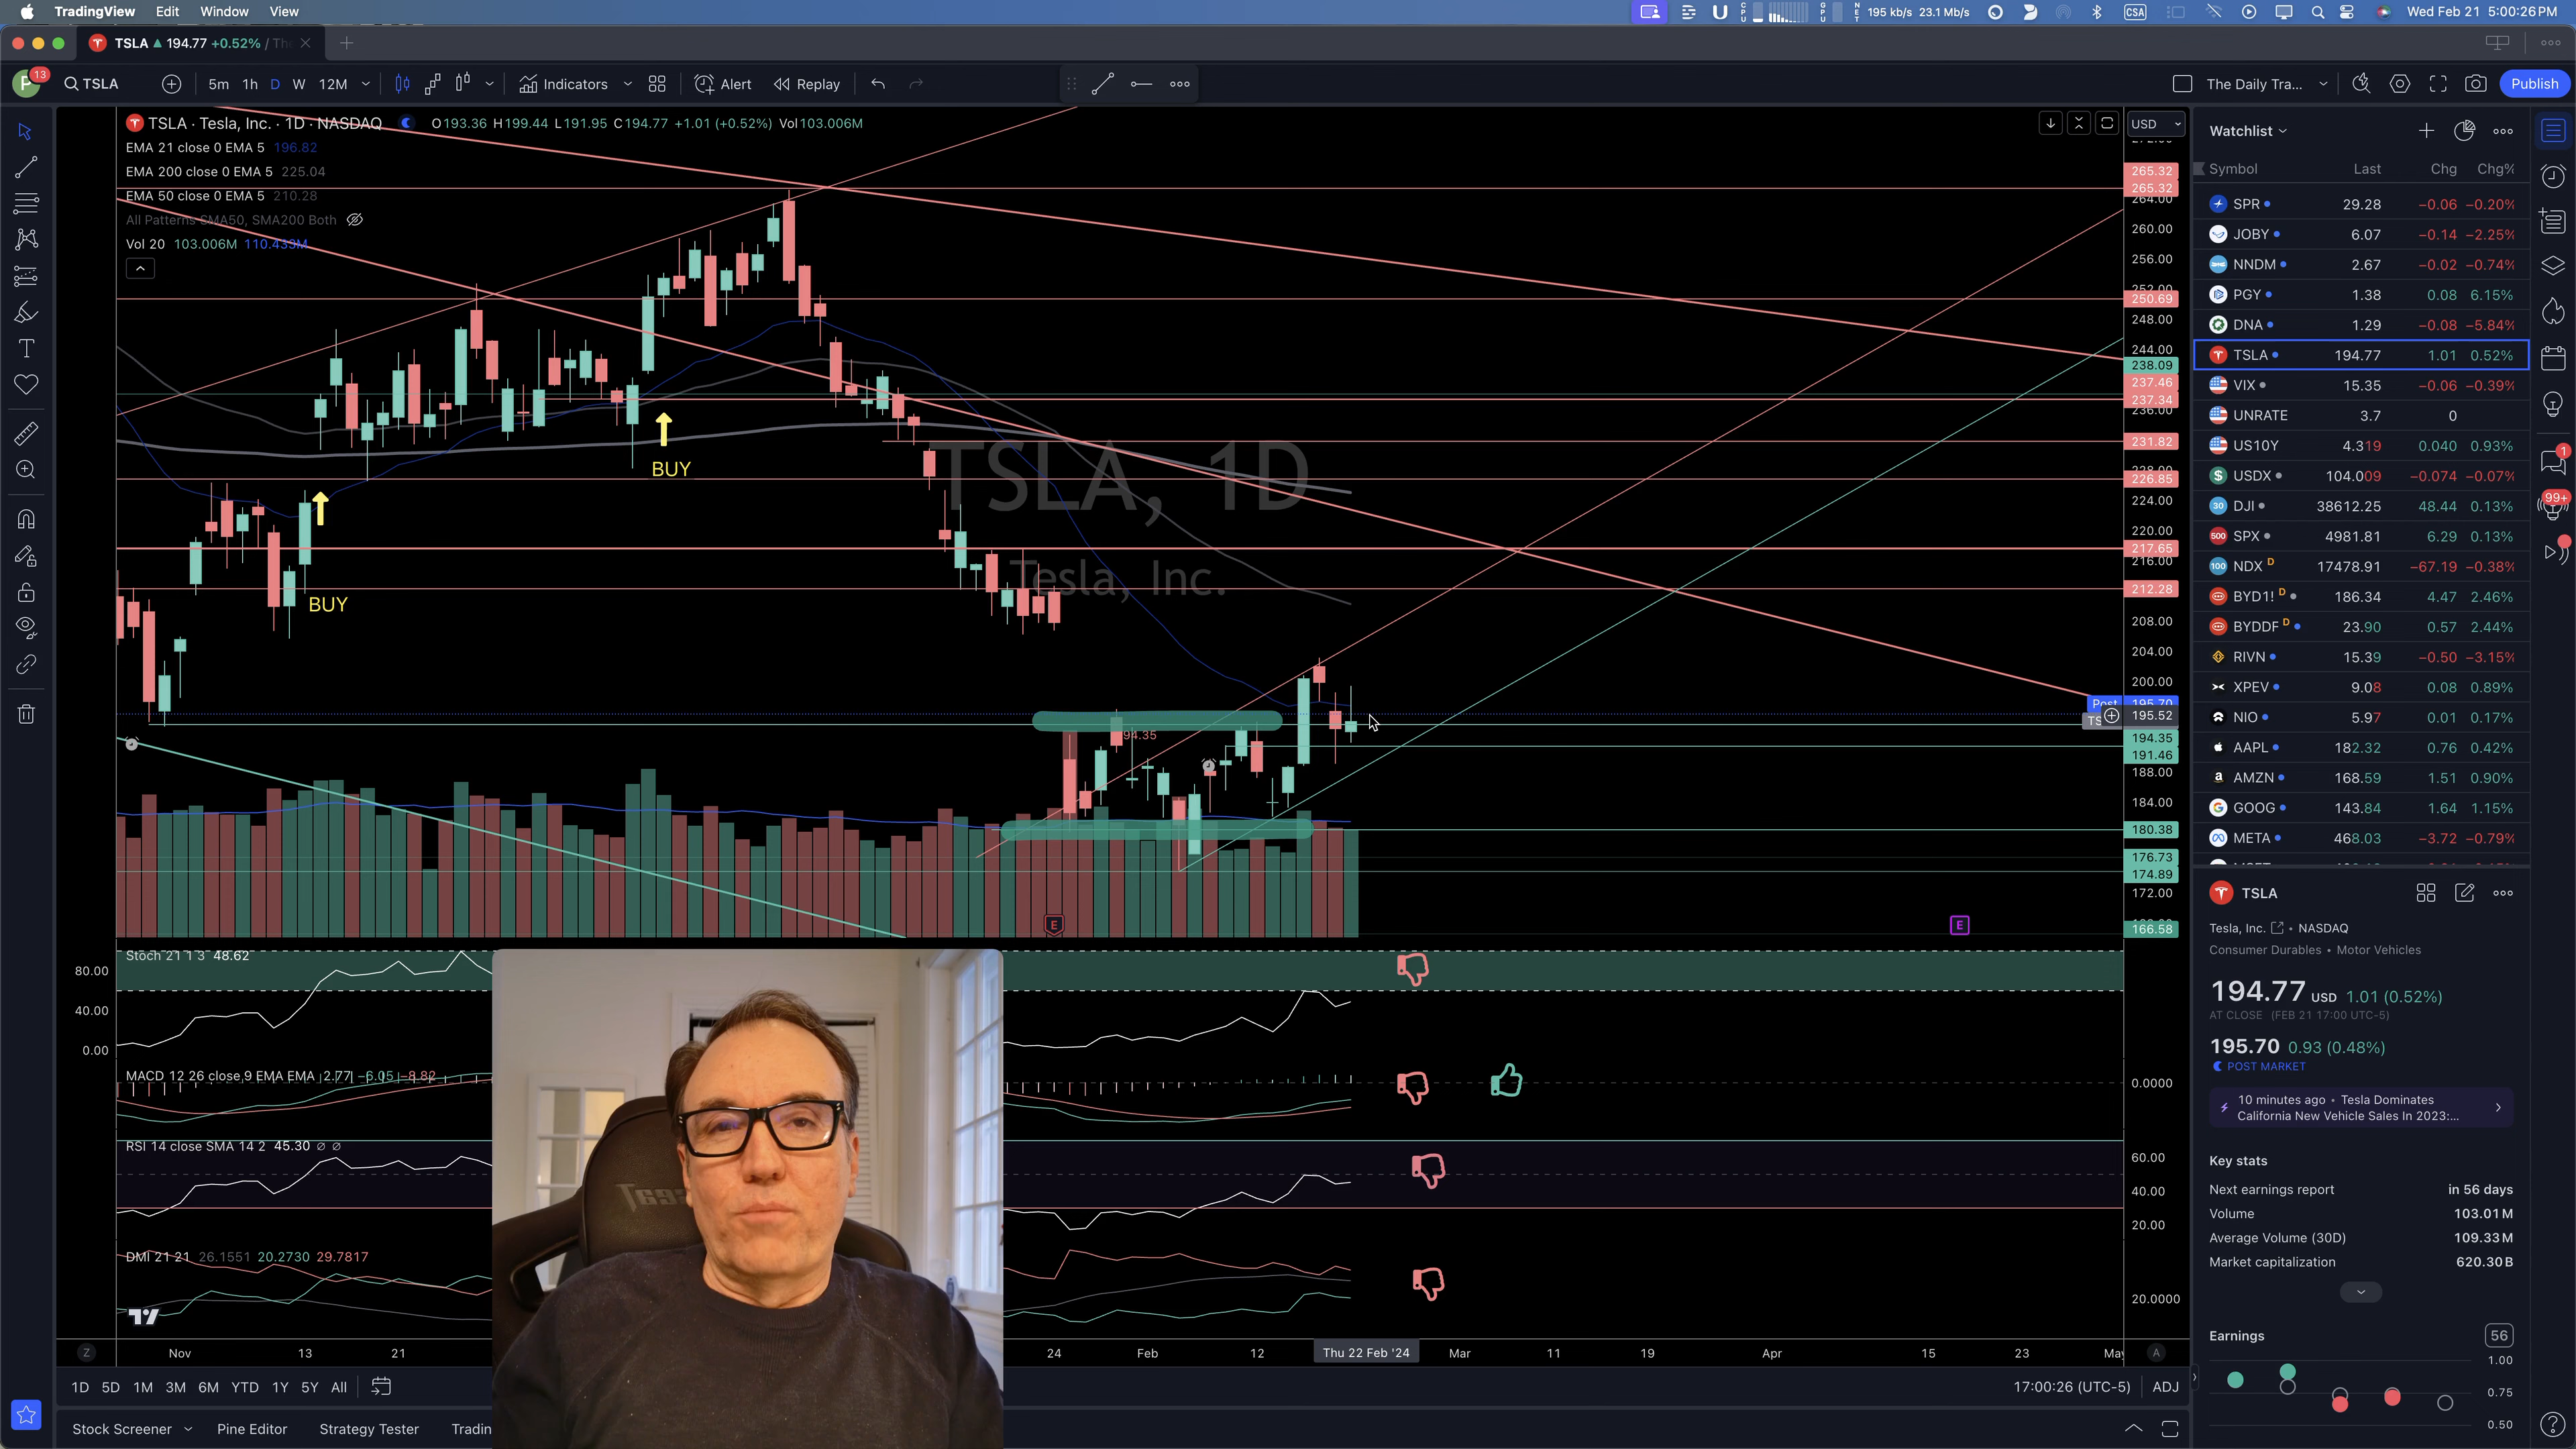 TradingView Edit Window View
195 kb/s 23.1 Mb/s CSA Wed Feb 21 5:00:26 PM
TSLA ▲ 194.77 +0.52% / Th
P 13 TSLA 5m 1h D W 12M Indicators Alert Replay The Daily Tra... Publish
TSLA · Tesla, Inc. · 1D · NASDAQ O193.36 H199.44 L191.95 C194.77 +1.01 (+0.52%) Vol103.006M
EMA 21 close 0 EMA 5 196.82
EMA 200 close 0 EMA 5 225.04
EMA 50 close 0 EMA 5 210.28
All Patterns SMA50, SMA200 Both
Vol 20 103.006M 110.433M
BUY
BUY
TSLA, 1D
Tesla, Inc.
94.35
E
E
USD
265.32
265.32
264.00
260.00
256.00
252.00
250.69
248.00
244.00
238.09
237.46
237.34
236.00
231.82
228.00
226.85
224.00
220.00
217.65
216.00
212.28
208.00
204.00
200.00
Post 195.70
TS 195.52
194.35
191.46
188.00
184.00
180.38
176.73
174.89
172.00
166.58
Stoch 21 1 3 48.62
80.00
40.00
0.00
MACD 12 26 close 9 EMA EMA 2.77 −6.05 −8.82
0.0000
RSI 14 close SMA 14 2 45.30 ∅ ∅
60.00
40.00
20.00
DMI 21 21 26.1551 20.2730 29.7817
20.0000
Z Nov 13 21 24 Feb 12 Thu 22 Feb '24 Mar 11 19 Apr 15 23 May A
1D 5D 1M 3M 6M YTD 1Y 5Y All 17:00:26 (UTC-5) ADJ
Stock Screener Pine Editor Strategy Tester Tradin
Watchlist
Symbol Last Chg Chg%
SPR 29.28 −0.06 −0.20%
JOBY 6.07 −0.14 −2.25%
NNDM 2.67 −0.02 −0.74%
PGY 1.38 0.08 6.15%
DNA 1.29 −0.08 −5.84%
TSLA 194.77 1.01 0.52%
VIX 15.35 −0.06 −0.39%
UNRATE 3.7 0
US10Y 4.319 0.040 0.93%
USDX 104.009 −0.074 −0.07%
30 DJI 38612.25 48.44 0.13%
500 SPX 4981.81 6.29 0.13%
100 NDX D 17478.91 −67.19 −0.38%
BYD1! D 186.34 4.47 2.46%
BYDDF D 23.90 0.57 2.44%
RIVN 15.39 −0.50 −3.15%
XPEV 9.08 0.08 0.89%
NIO 5.97 0.01 0.17%
AAPL 182.32 0.76 0.42%
AMZN 168.59 1.51 0.90%
GOOG 143.84 1.64 1.15%
META 468.03 −3.72 −0.79%
TSLA
Tesla, Inc. • NASDAQ
Consumer Durables • Motor Vehicles
194.77 USD 1.01 (0.52%)
AT CLOSE (FEB 21 17:00 UTC-5)
195.70 0.93 (0.48%)
POST MARKET
10 minutes ago • Tesla Dominates
California New Vehicle Sales In 2023:...
Key stats
Next earnings report in 56 days
Volume 103.01M
Average Volume (30D) 109.33M
Market capitalization 620.30B
Earnings 56
1.00
0.75
0.50
1
99+